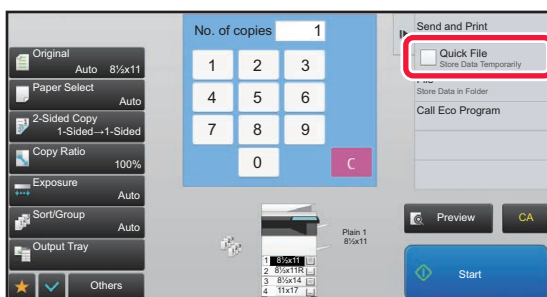 No. of copies 1
Original
Auto 8½x11
Paper Select
Auto
2-Sided Copy
1-Sided→1-Sided
Copy Ratio
100%
Exposure
Auto
Sort/Group
Auto
Output Tray
Others
1 2 3
4 5 6
7 8 9
0 C
Plain 1
8½x11
1 8½x11
2 8½x11R
3 8½x14
4 11x17
Send and Print
Quick File
Store Data Temporarily
Store Data in Folder
Call Eco Program
Preview CA
Start